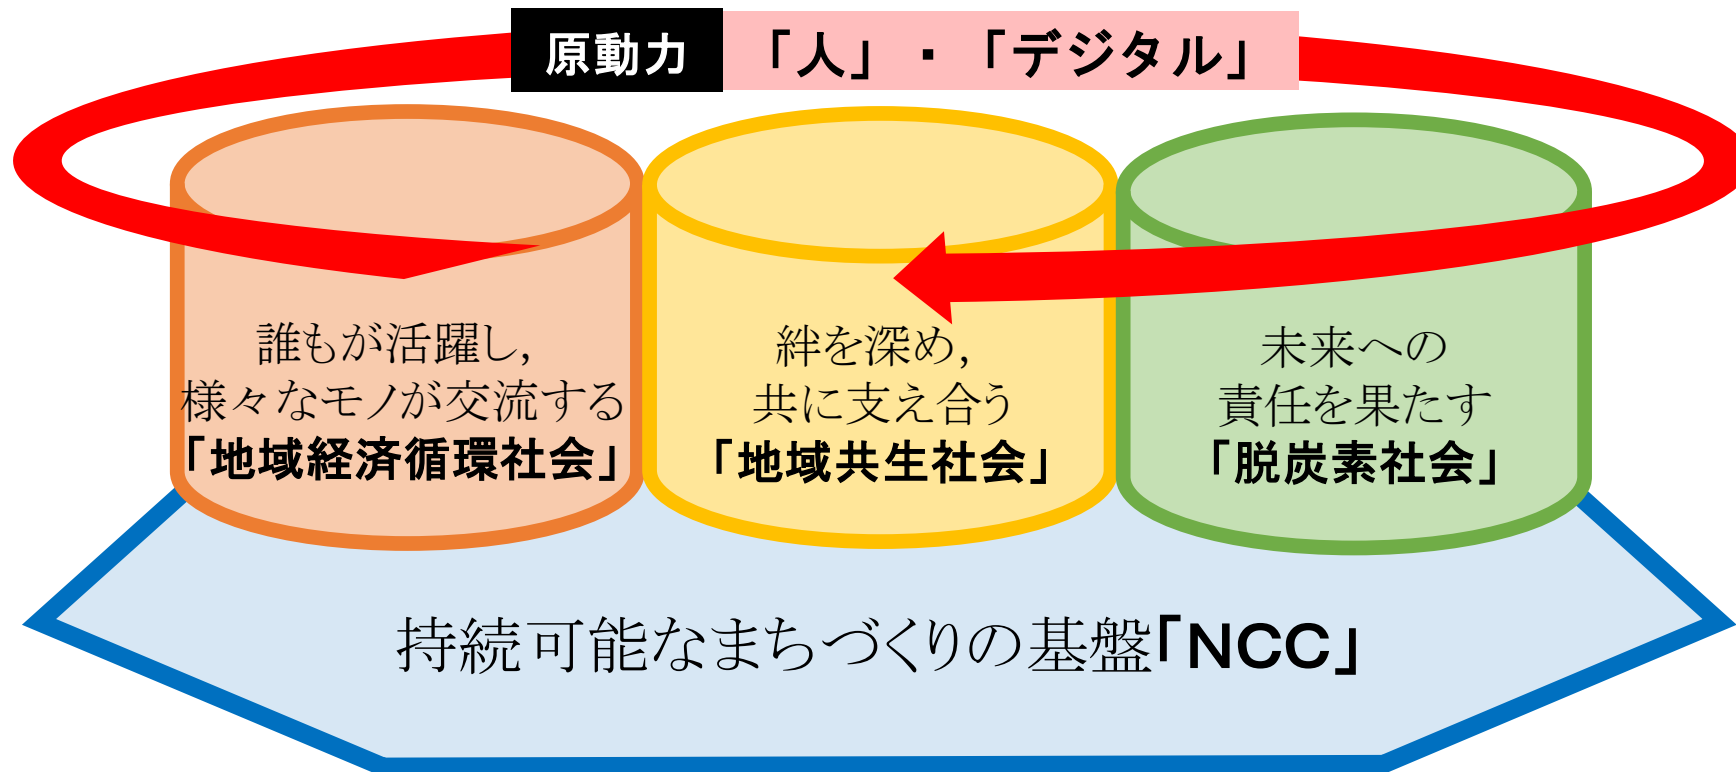 原動力 「人」・「デジタル」
誰もが活躍し,
様々なモノが交流する
「地域経済循環社会」
絆を深め,
共に支え合う
「地域共生社会」
未来への
責任を果たす
「脱炭素社会」
持続可能なまちづくりの基盤「NCC」